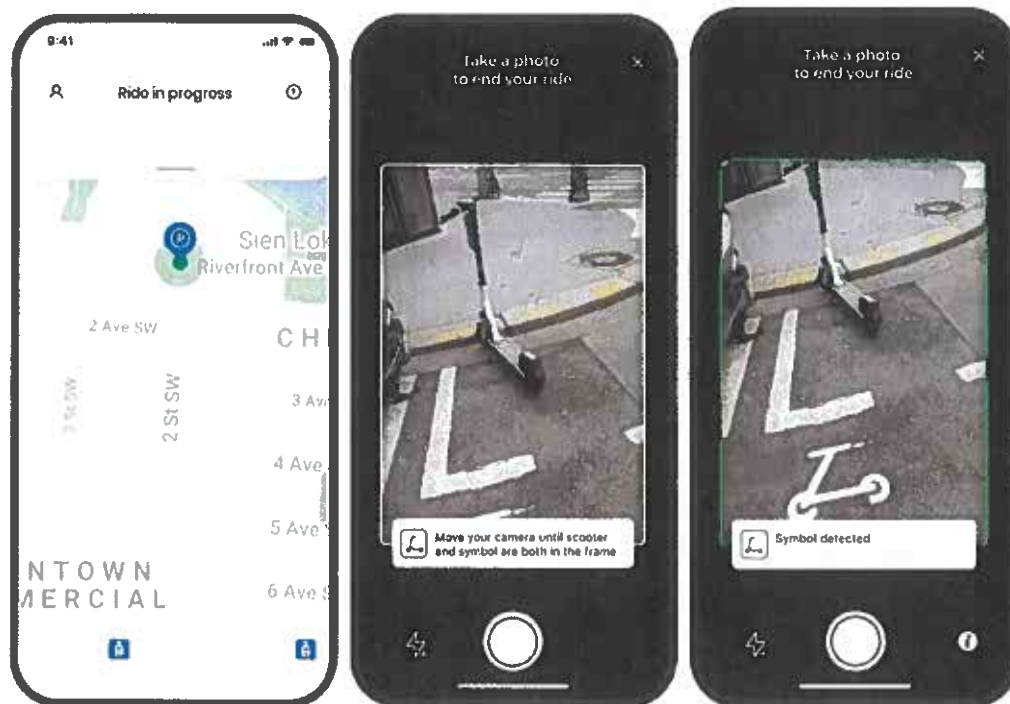 9:41
Ride in progress
P
Sien Lok
Riverfront Ave
2 Ave SW
CH
3 St SW
2 St SW
3 Av
4 Ave
5 Ave
NTOWN
MERCIAL
6 Ave S
Take a photo
to end your ride
Move your camera until scooter
and symbol are both in the frame
Take a photo
to end your ride
Symbol detected